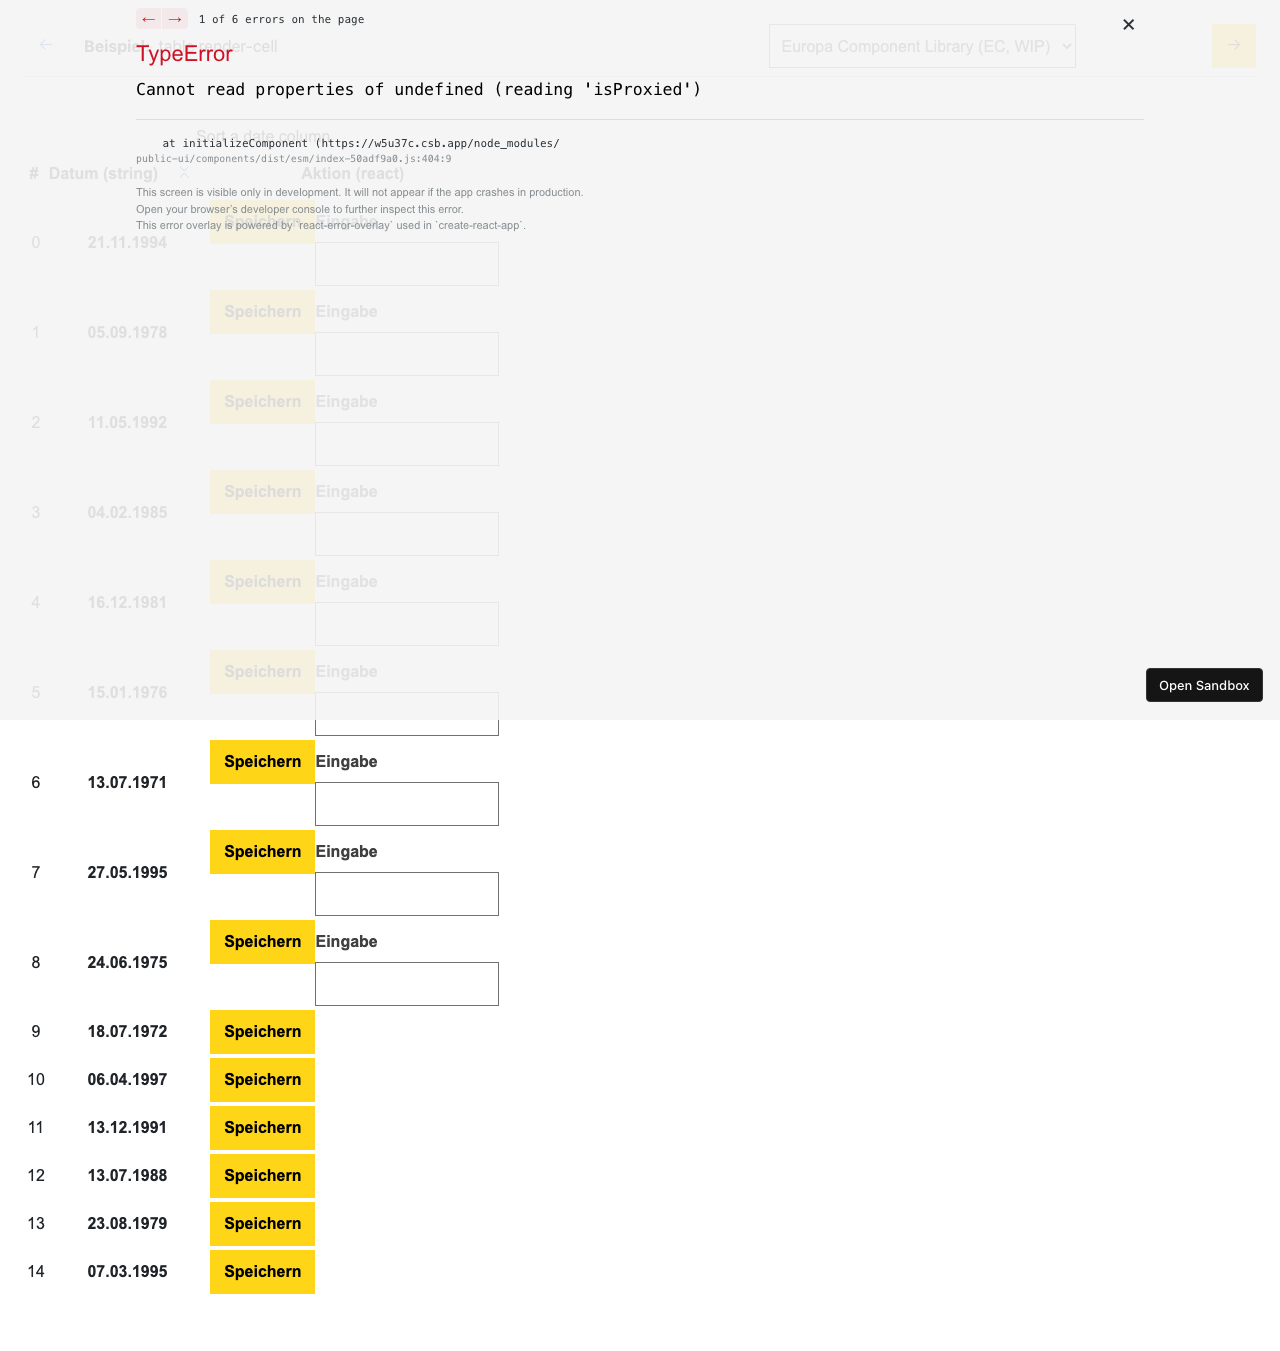 ← → 1 of 6 errors on the page ✕
← Beispiel table render-cell Europa Component Library (EC, WIP) →
TypeError
Cannot read properties of undefined (reading 'isProxied')
Sort a date column
at initializeComponent (https://w5u37c.csb.app/node_modules/
public-ui/components/dist/esm/index-50adf9a0.js:404:9
# Datum (string) Aktion (react)
This screen is visible only in development. It will not appear if the app crashes in production.
Open your browser's developer console to further inspect this error.
This error overlay is powered by `react-error-overlay` used in `create-react-app`.
0 21.11.1994 Speichern Eingabe
1 05.09.1978 Speichern Eingabe
2 11.05.1992 Speichern Eingabe
3 04.02.1985 Speichern Eingabe
4 16.12.1981 Speichern Eingabe
5 15.01.1976 Speichern Eingabe
Open Sandbox
6 13.07.1971 Speichern Eingabe
7 27.05.1995 Speichern Eingabe
8 24.06.1975 Speichern Eingabe
9 18.07.1972 Speichern
10 06.04.1997 Speichern
11 13.12.1991 Speichern
12 13.07.1988 Speichern
13 23.08.1979 Speichern
14 07.03.1995 Speichern